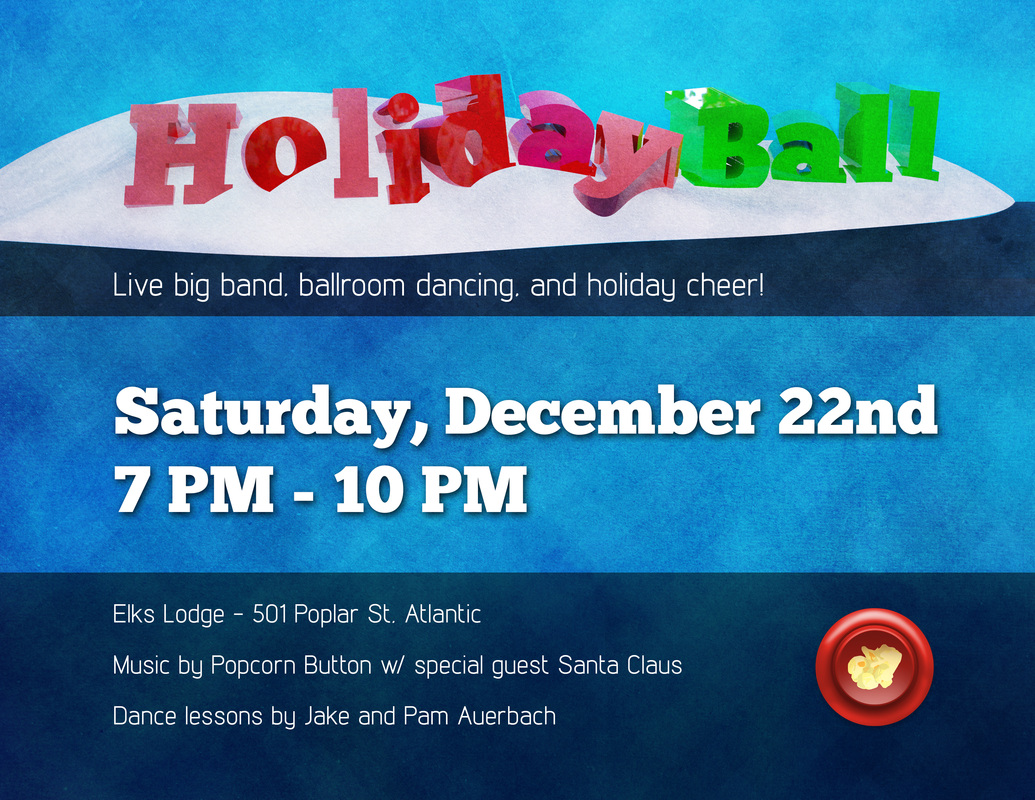 Holiday Ball
Live big band, ballroom dancing, and holiday cheer!
Saturday, December 22nd
7 PM - 10 PM
Elks Lodge - 501 Poplar St. Atlantic
Music by Popcorn Button w/ special guest Santa Claus
Dance lessons by Jake and Pam Auerbach